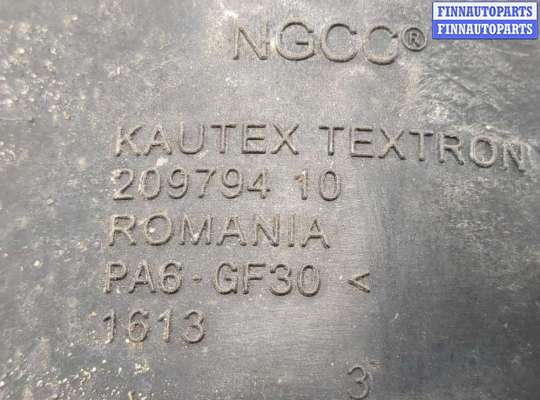 FINNAUTOPARTS
FINNAUTOPARTS
NGCC®
KAUTEX TEXTRON
209794 10
ROMANIA
PA6-GF30 <
1613
3